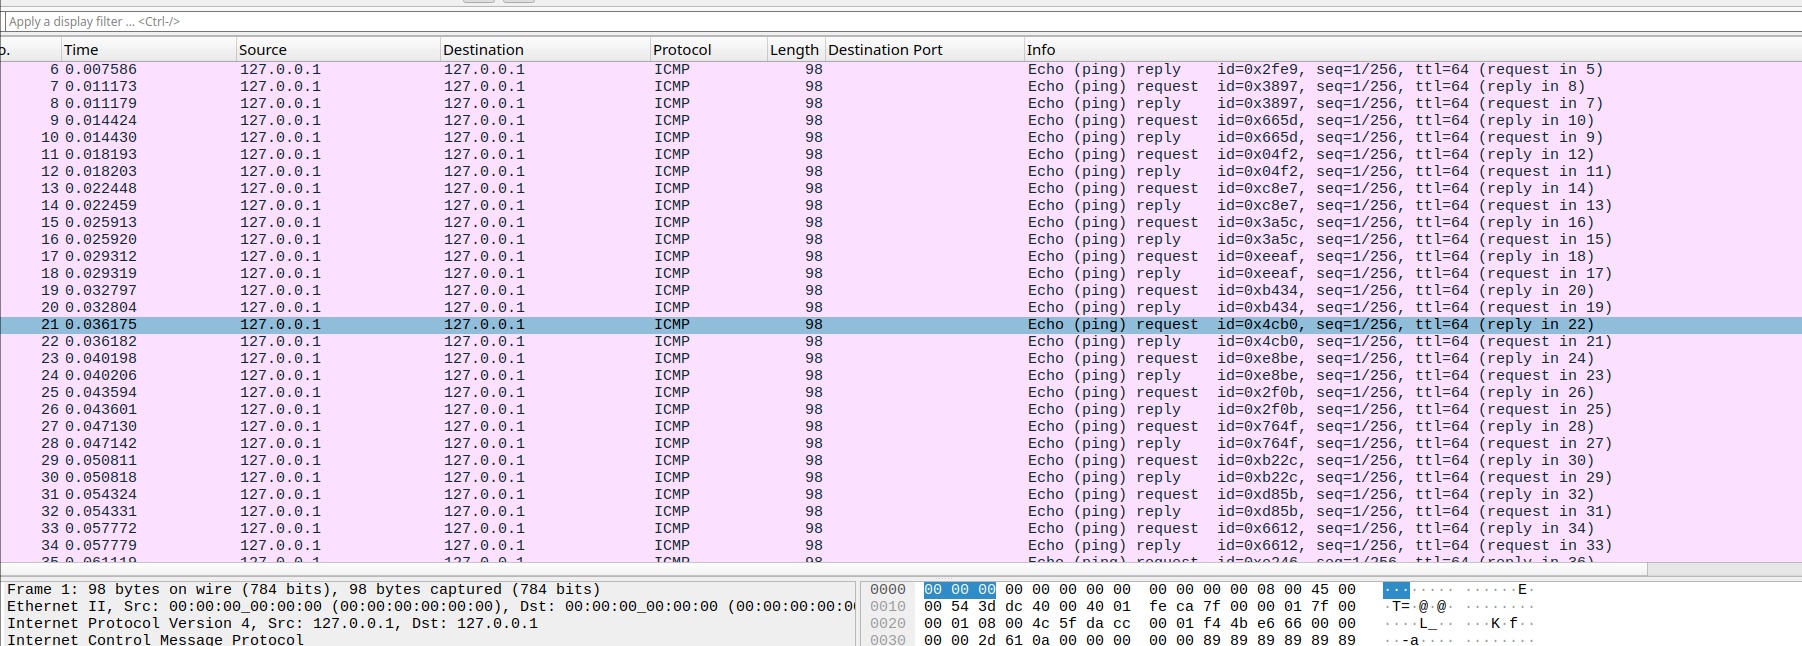 Apply a display filter ... <Ctrl-/>
o. Time Source Destination Protocol Length Destination Port Info
6 0.007586 127.0.0.1 127.0.0.1 ICMP 98 Echo (ping) reply id=0x2fe9, seq=1/256, ttl=64 (request in 5)
7 0.011173 127.0.0.1 127.0.0.1 ICMP 98 Echo (ping) request id=0x3897, seq=1/256, ttl=64 (reply in 8)
8 0.011179 127.0.0.1 127.0.0.1 ICMP 98 Echo (ping) reply id=0x3897, seq=1/256, ttl=64 (request in 7)
9 0.014424 127.0.0.1 127.0.0.1 ICMP 98 Echo (ping) request id=0x665d, seq=1/256, ttl=64 (reply in 10)
10 0.014430 127.0.0.1 127.0.0.1 ICMP 98 Echo (ping) reply id=0x665d, seq=1/256, ttl=64 (request in 9)
11 0.018193 127.0.0.1 127.0.0.1 ICMP 98 Echo (ping) request id=0x04f2, seq=1/256, ttl=64 (reply in 12)
12 0.018203 127.0.0.1 127.0.0.1 ICMP 98 Echo (ping) reply id=0x04f2, seq=1/256, ttl=64 (request in 11)
13 0.022448 127.0.0.1 127.0.0.1 ICMP 98 Echo (ping) request id=0xc8e7, seq=1/256, ttl=64 (reply in 14)
14 0.022459 127.0.0.1 127.0.0.1 ICMP 98 Echo (ping) reply id=0xc8e7, seq=1/256, ttl=64 (request in 13)
15 0.025913 127.0.0.1 127.0.0.1 ICMP 98 Echo (ping) request id=0x3a5c, seq=1/256, ttl=64 (reply in 16)
16 0.025920 127.0.0.1 127.0.0.1 ICMP 98 Echo (ping) reply id=0x3a5c, seq=1/256, ttl=64 (request in 15)
17 0.029312 127.0.0.1 127.0.0.1 ICMP 98 Echo (ping) request id=0xeeaf, seq=1/256, ttl=64 (reply in 18)
18 0.029319 127.0.0.1 127.0.0.1 ICMP 98 Echo (ping) reply id=0xeeaf, seq=1/256, ttl=64 (request in 17)
19 0.032797 127.0.0.1 127.0.0.1 ICMP 98 Echo (ping) request id=0xb434, seq=1/256, ttl=64 (reply in 20)
20 0.032804 127.0.0.1 127.0.0.1 ICMP 98 Echo (ping) reply id=0xb434, seq=1/256, ttl=64 (request in 19)
21 0.036175 127.0.0.1 127.0.0.1 ICMP 98 Echo (ping) request id=0x4cb0, seq=1/256, ttl=64 (reply in 22)
22 0.036182 127.0.0.1 127.0.0.1 ICMP 98 Echo (ping) reply id=0x4cb0, seq=1/256, ttl=64 (request in 21)
23 0.040198 127.0.0.1 127.0.0.1 ICMP 98 Echo (ping) request id=0xe8be, seq=1/256, ttl=64 (reply in 24)
24 0.040206 127.0.0.1 127.0.0.1 ICMP 98 Echo (ping) reply id=0xe8be, seq=1/256, ttl=64 (request in 23)
25 0.043594 127.0.0.1 127.0.0.1 ICMP 98 Echo (ping) request id=0x2f0b, seq=1/256, ttl=64 (reply in 26)
26 0.043601 127.0.0.1 127.0.0.1 ICMP 98 Echo (ping) reply id=0x2f0b, seq=1/256, ttl=64 (request in 25)
27 0.047130 127.0.0.1 127.0.0.1 ICMP 98 Echo (ping) request id=0x764f, seq=1/256, ttl=64 (reply in 28)
28 0.047142 127.0.0.1 127.0.0.1 ICMP 98 Echo (ping) reply id=0x764f, seq=1/256, ttl=64 (request in 27)
29 0.050811 127.0.0.1 127.0.0.1 ICMP 98 Echo (ping) request id=0xb22c, seq=1/256, ttl=64 (reply in 30)
30 0.050818 127.0.0.1 127.0.0.1 ICMP 98 Echo (ping) reply id=0xb22c, seq=1/256, ttl=64 (request in 29)
31 0.054324 127.0.0.1 127.0.0.1 ICMP 98 Echo (ping) request id=0xd85b, seq=1/256, ttl=64 (reply in 32)
32 0.054331 127.0.0.1 127.0.0.1 ICMP 98 Echo (ping) reply id=0xd85b, seq=1/256, ttl=64 (request in 31)
33 0.057772 127.0.0.1 127.0.0.1 ICMP 98 Echo (ping) request id=0x6612, seq=1/256, ttl=64 (reply in 34)
34 0.057779 127.0.0.1 127.0.0.1 ICMP 98 Echo (ping) reply id=0x6612, seq=1/256, ttl=64 (request in 33)
Frame 1: 98 bytes on wire (784 bits), 98 bytes captured (784 bits)
Ethernet II, Src: 00:00:00_00:00:00 (00:00:00:00:00:00), Dst: 00:00:00_00:00:00 (00:00:00:00:00:0
Internet Protocol Version 4, Src: 127.0.0.1, Dst: 127.0.0.1
Internet Control Message Protocol
0000 00 00 00 00 00 00 00 00 00 00 00 00 08 00 45 00 ········ ······E·
0010 00 54 3d dc 40 00 40 01 fe ca 7f 00 00 01 7f 00 ·T=·@·@· ········
0020 00 01 08 00 4c 5f da cc 00 01 f4 4b e6 66 00 00 ····L_·· ···K·f··
0030 00 00 2d 61 0a 00 00 00 00 00 89 89 89 89 89 89 ··-a···· ········